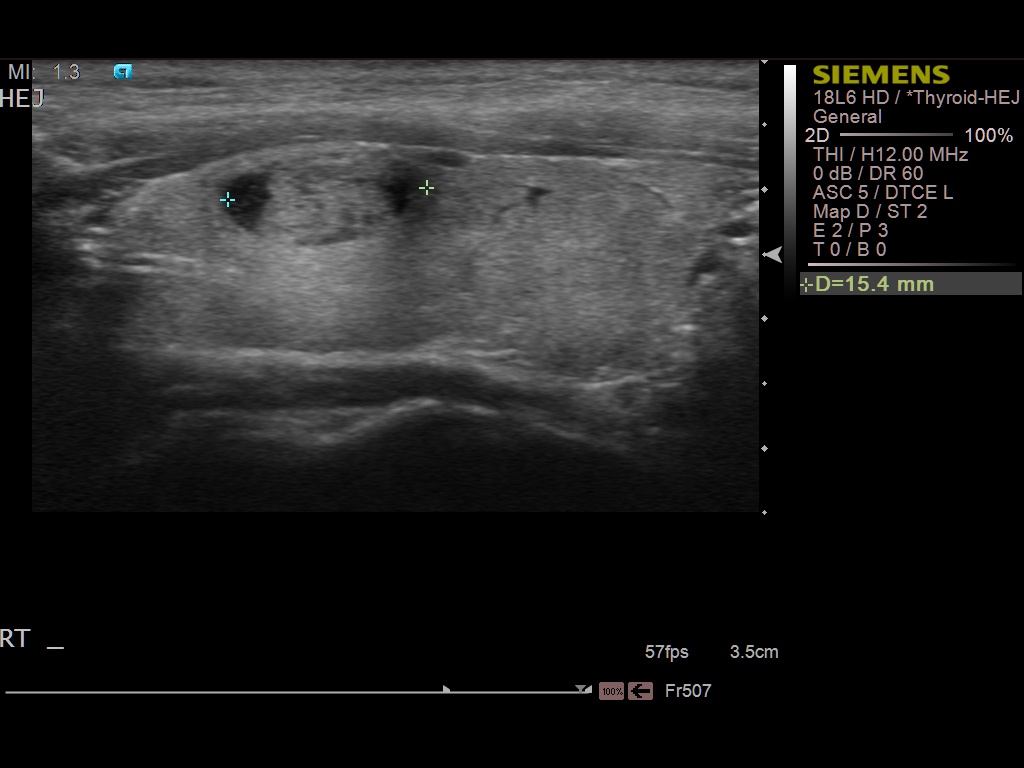 MI: 1.3
HEJ
SIEMENS
18L6 HD / *Thyroid-HEJ
General
2D 100%
THI / H12.00 MHz
0 dB / DR 60
ASC 5 / DTCE L
Map D / ST 2
E 2 / P 3
T 0 / B 0
D=15.4 mm
RT _
57fps 3.5cm
100% Fr507